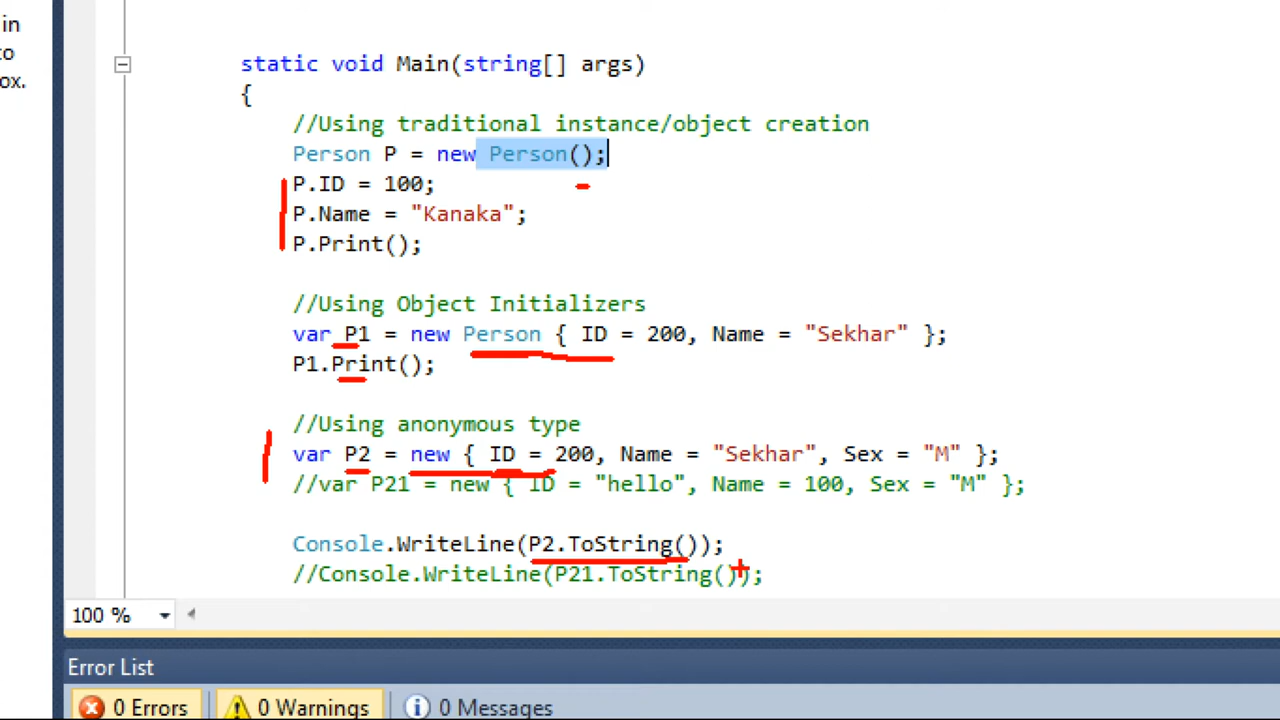 in
to
ox.
static void Main(string[] args)
{
//Using traditional instance/object creation
Person P = new Person();
P.ID = 100;
P.Name = "Kanaka";
P.Print();
//Using Object Initializers
var P1 = new Person { ID = 200, Name = "Sekhar" };
P1.Print();
//Using anonymous type
var P2 = new { ID = 200, Name = "Sekhar", Sex = "M" };
//var P21 = new { ID = "hello", Name = 100, Sex = "M" };
Console.WriteLine(P2.ToString());
//Console.WriteLine(P21.ToString());
100 %
Error List
0 Errors 0 Warnings 0 Messages